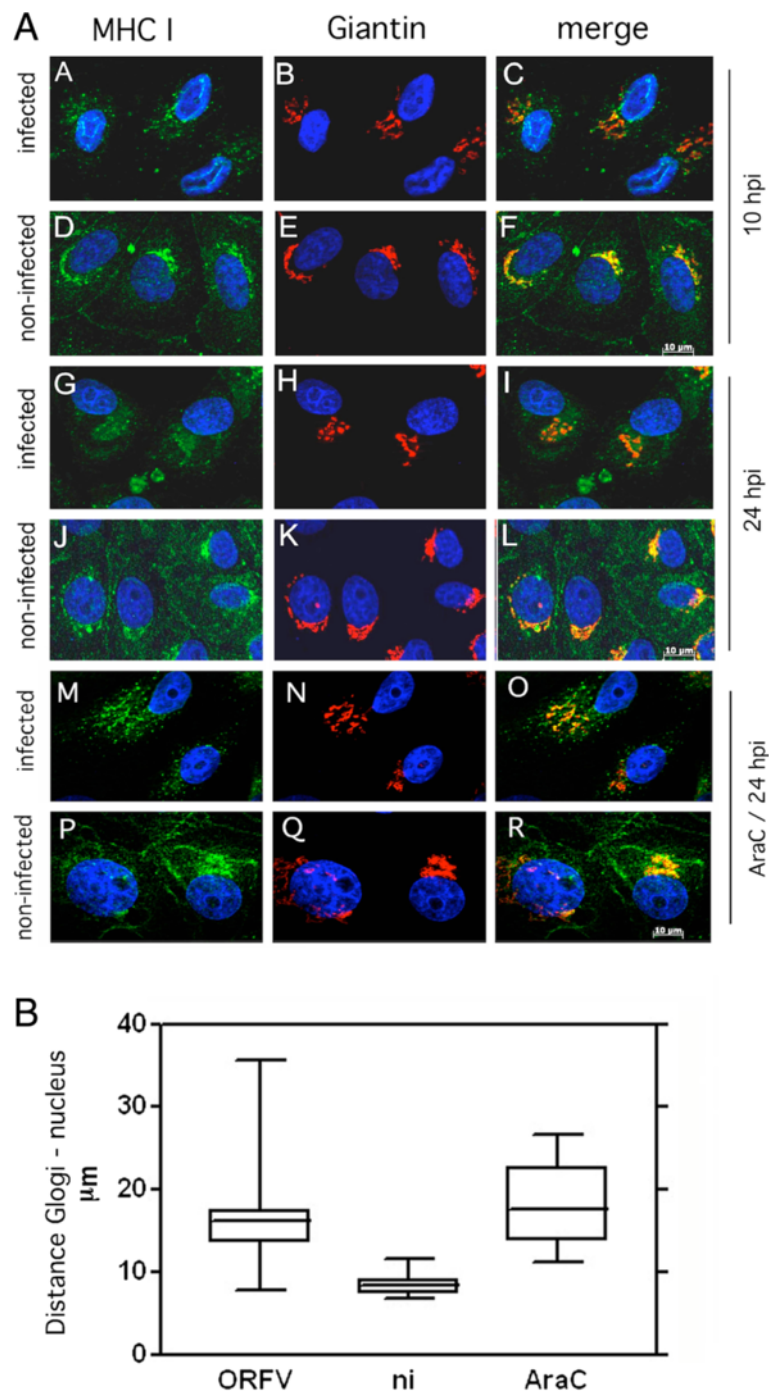 A
MHC I Giantin merge
infected A B C
10 hpi
non-infected D E F
10 µm
infected G H I
24 hpi
non-infected J K L
10 µm
infected M N O
AraC / 24 hpi
non-infected P Q R
10 µm
B
Distance Glogi - nucleus
µm
40
30
20
10
0
ORFV ni AraC